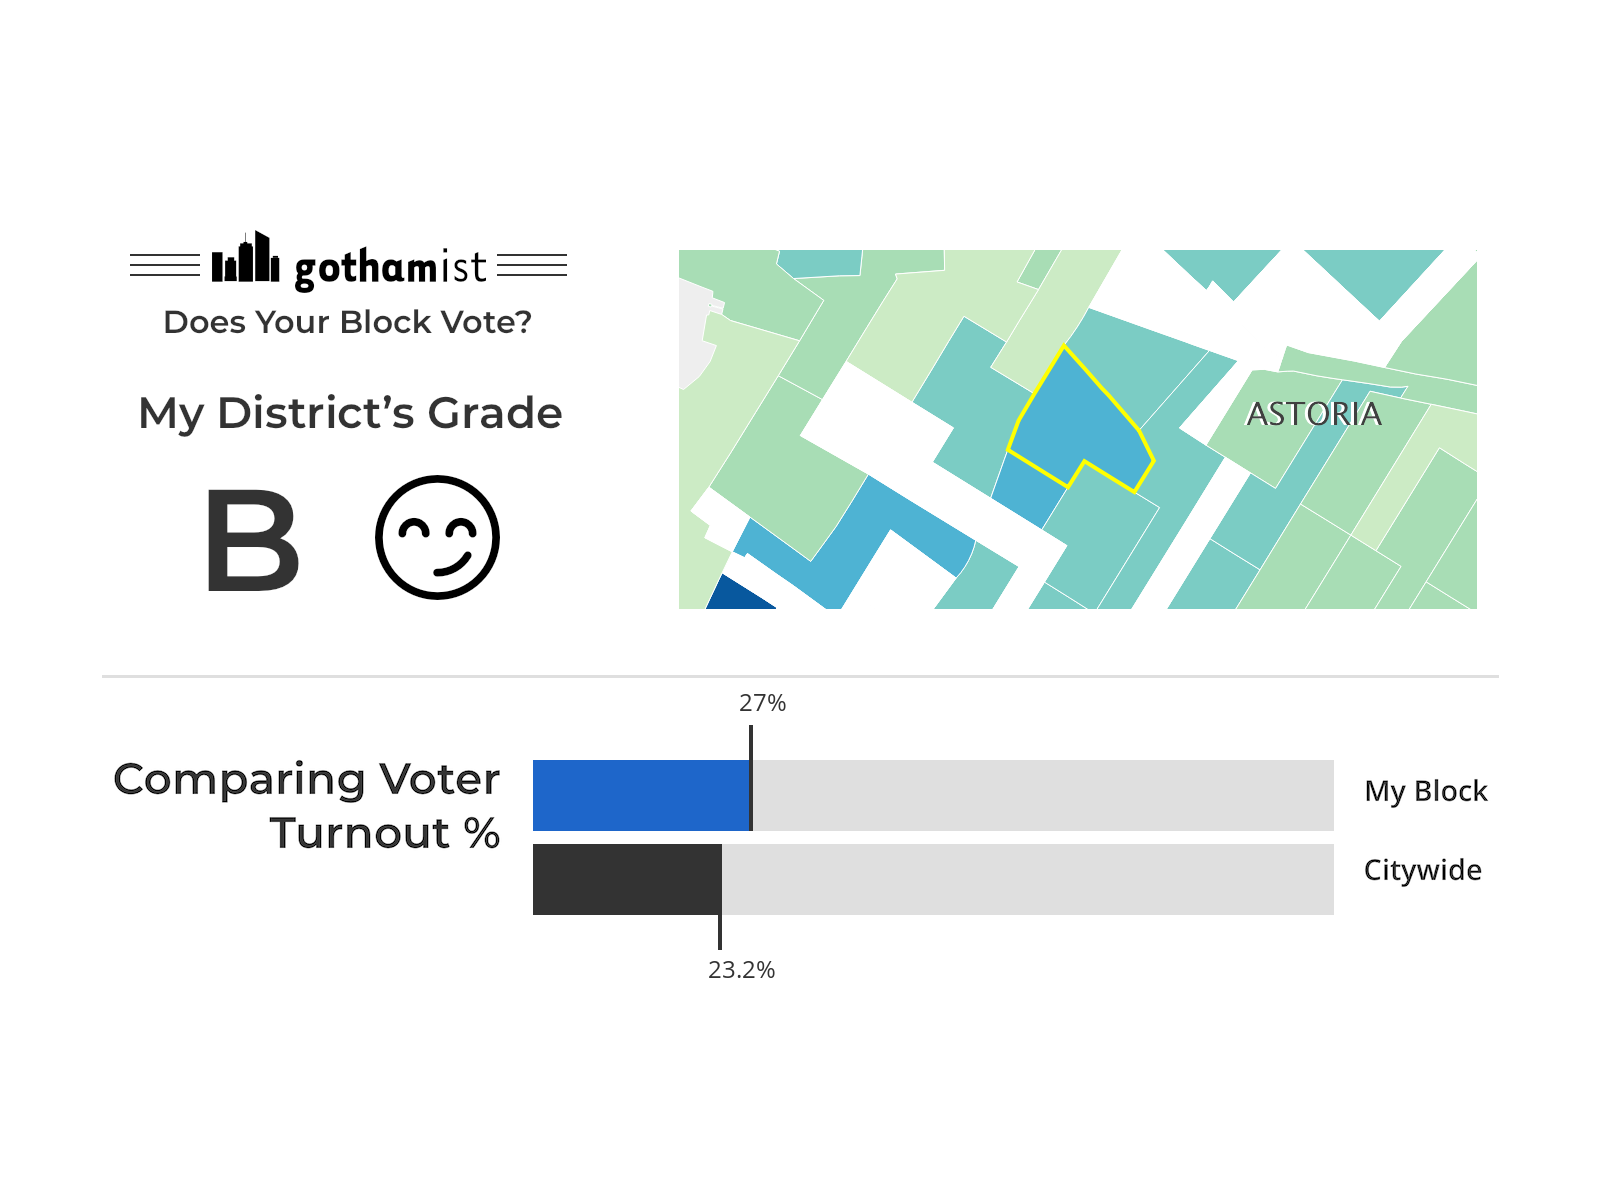 gothamist
Does Your Block Vote?
My District’s Grade
B
ASTORIA
27%
Comparing Voter
Turnout %
My Block
Citywide
23.2%